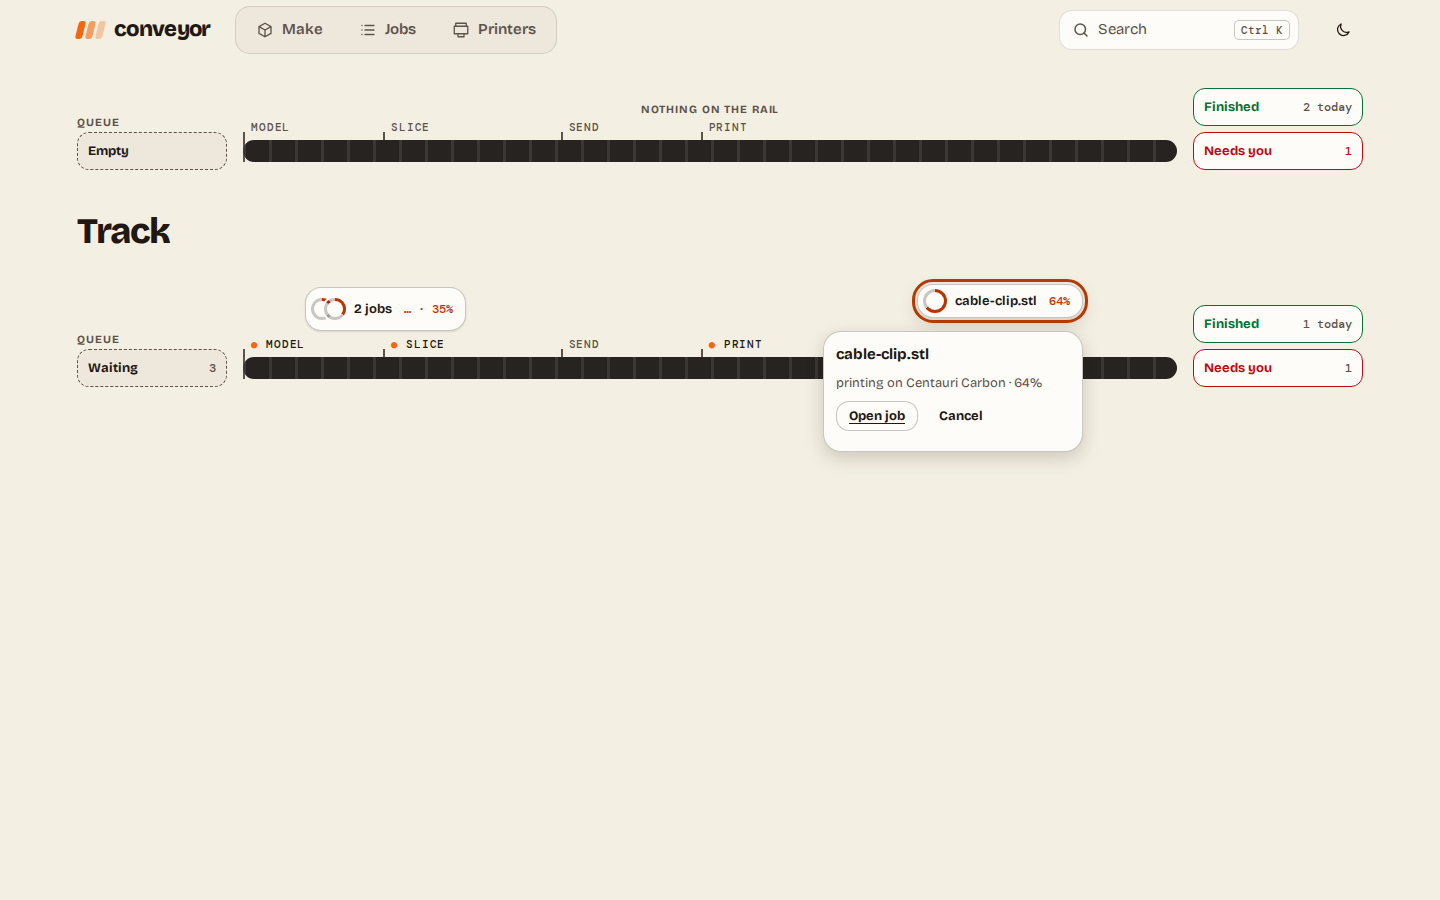 conveyor
Make
Jobs
Printers
Search
Ctrl K
QUEUE
Empty
NOTHING ON THE RAIL
MODEL
SLICE
SEND
PRINT
Finished 2 today
Needs you 1
Track
2 jobs … · 35%
cable-clip.stl 64%
QUEUE
Waiting 3
MODEL
SLICE
SEND
PRINT
Finished 1 today
Needs you 1
cable-clip.stl
printing on Centauri Carbon · 64%
Open job
Cancel